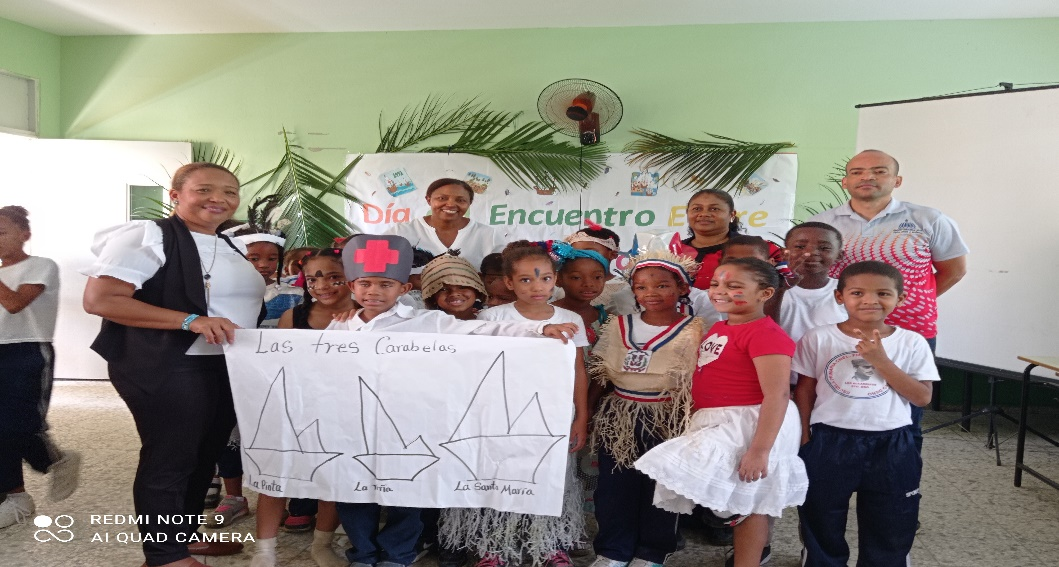 Día Encuentro E
Las tres Carabelas
La Pinta
La Niña
La Santa María
LOVE
REDMI NOTE 9
AI QUAD CAMERA